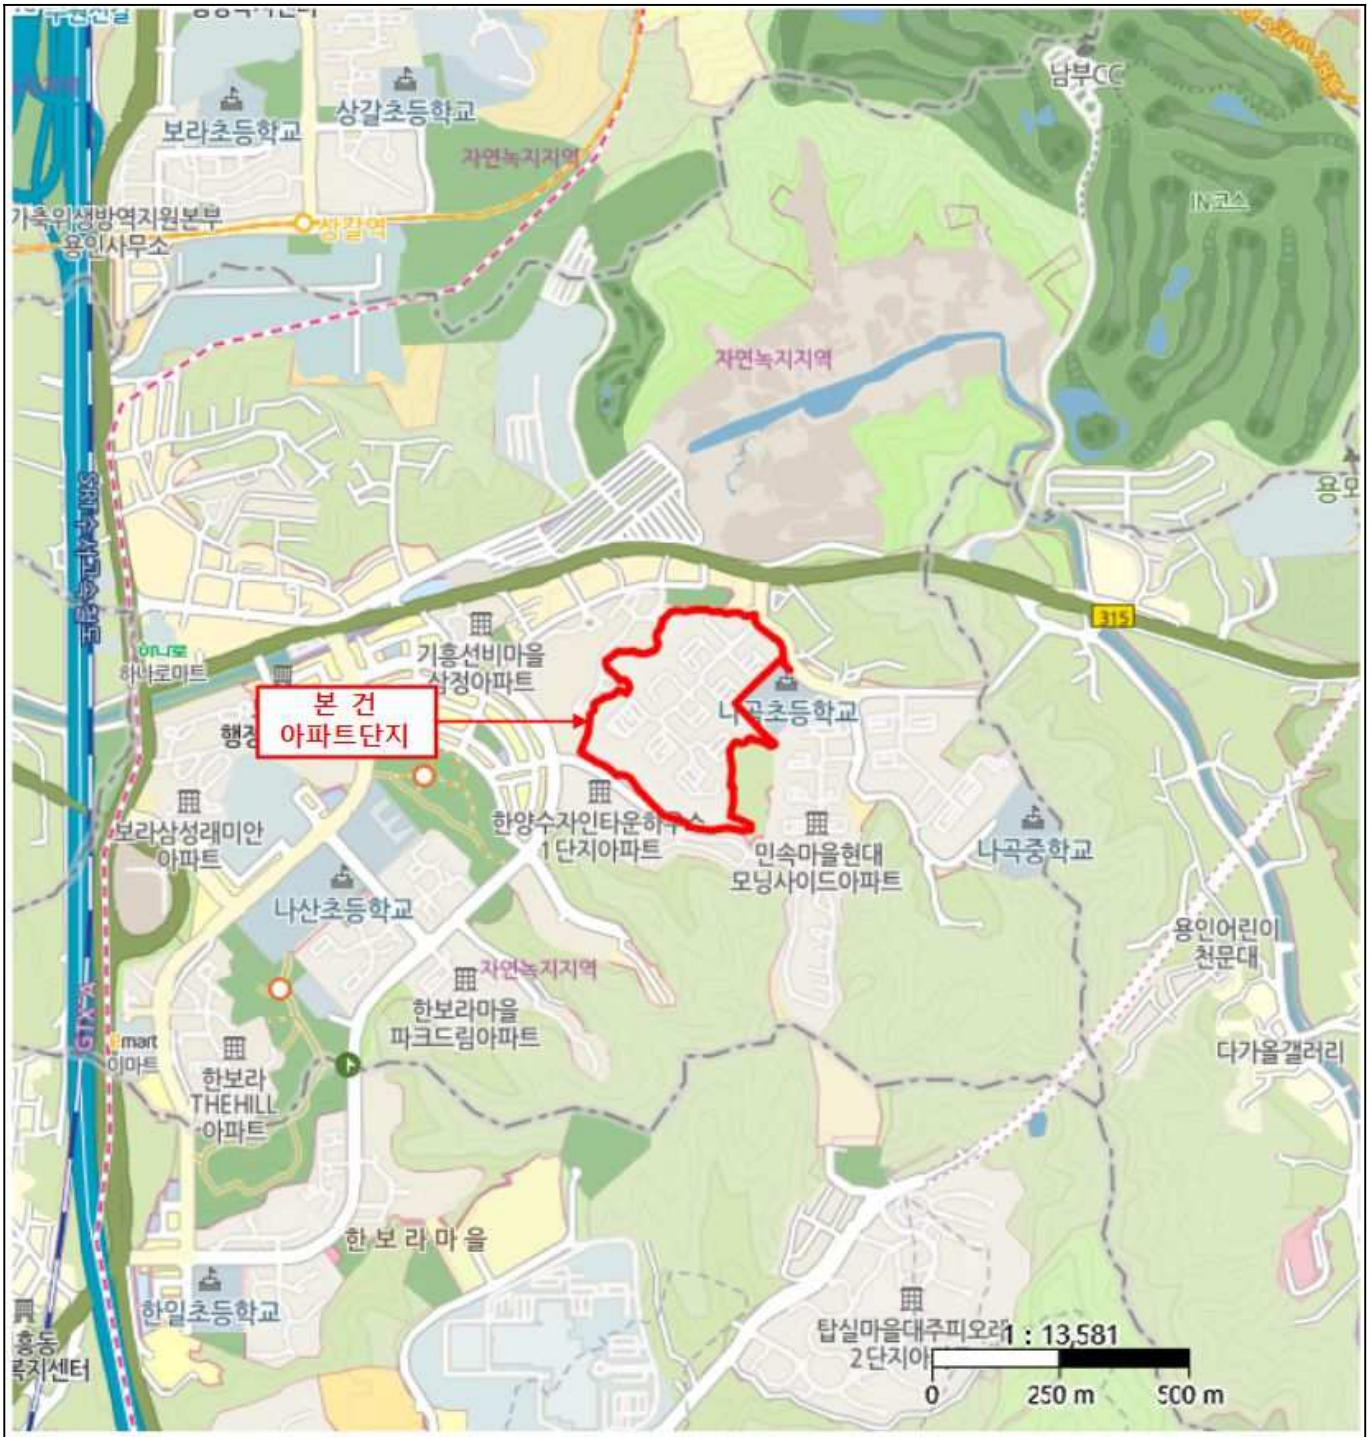 상갈초등학교
보라초등학교
남부CC
자연녹지지역
IN코스
가축위생방역지원본부
용인사무소
상갈역
자연녹지지역
315
하나로마트
기흥선비마을
삼정아파트
본 건
아파트단지
나곡초등학교
보라삼성래미안
아파트
한양수자인타운하우스
1단지아파트
민속마을현대
모닝사이드아파트
나곡중학교
나산초등학교
용인어린이
천문대
자연녹지지역
한보라마을
파크드림아파트
GTX-A
emart
이마트
다가올갤러리
한보라
THEHILL
아파트
한보라마을
한일초등학교
탑실마을대주피오레
2단지아
1 : 13,581
0 250 m 500 m